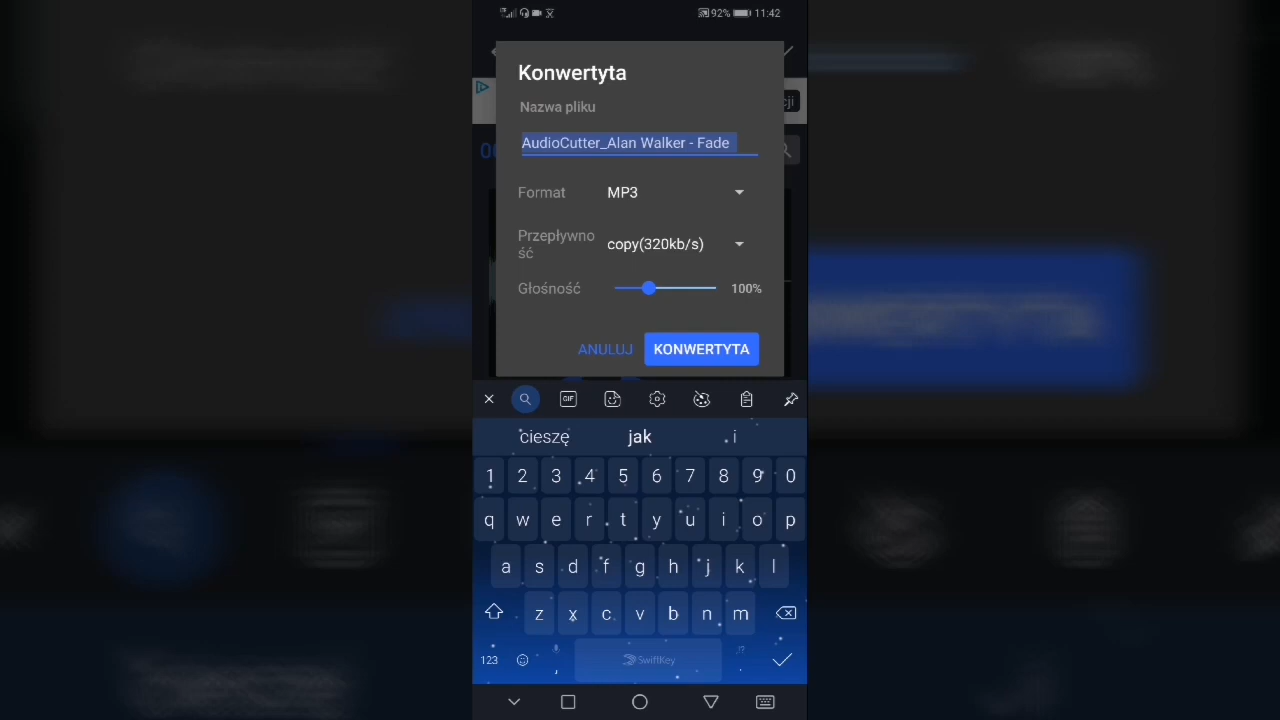 92% 11:42
Konwertyta
Nazwa pliku
cji
AudioCutter_Alan Walker - Fade
Format MP3
Przepływno
ść
copy(320kb/s)
Głośność 100%
ANULUJ KONWERTYTA
GIF
cieszę jak i
1 2 3 4 5 6 7 8 9 0
q w e r t y u i o p
a s d f g h j k l
z x c v b n m
123 , SwiftKey .